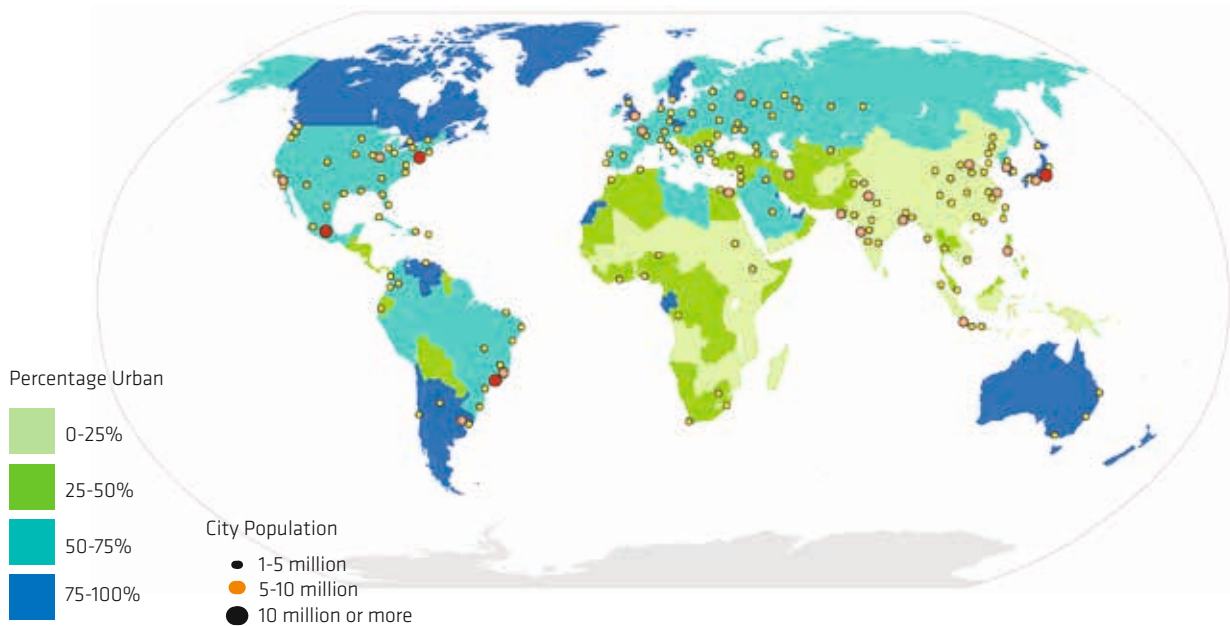 Percentage Urban
0-25%
25-50%
50-75%
75-100%
City Population
1-5 million
5-10 million
10 million or more